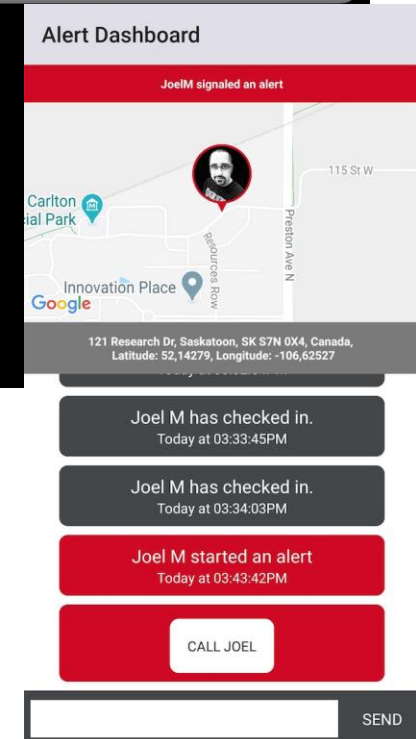 Alert Dashboard
JoelM signaled an alert
115 St W
Carlton
cial Park
Preston Ave N
Resources Row
Innovation Place
Google
121 Research Dr, Saskatoon, SK S7N 0X4, Canada,
Latitude: 52,14279, Longitude: -106,62527
Joel M has checked in.
Today at 03:33:45PM
Joel M has checked in.
Today at 03:34:03PM
Joel M started an alert
Today at 03:43:42PM
CALL JOEL
SEND